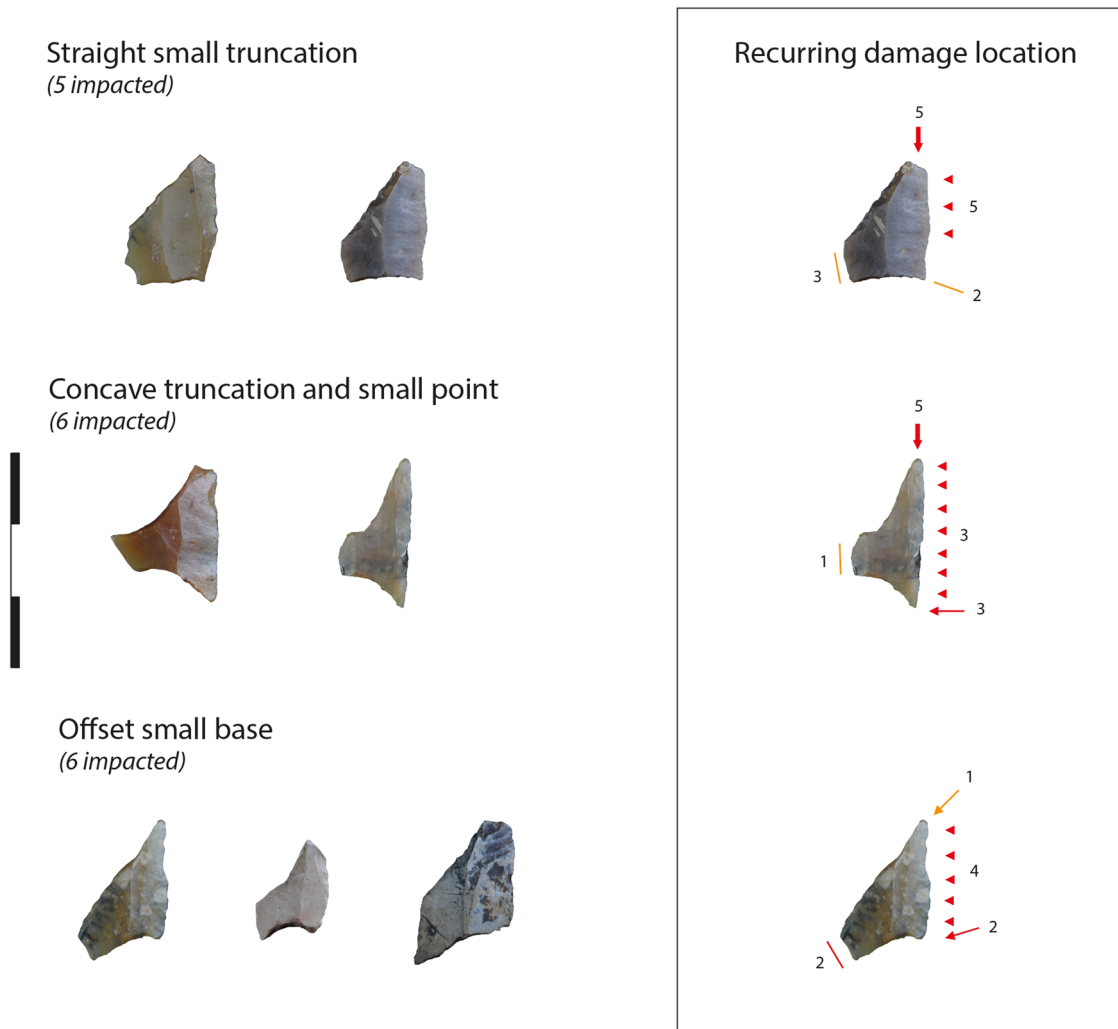 Straight small truncation
(5 impacted)
Recurring damage location
5
5
3
2
Concave truncation and small point
(6 impacted)
5
3
1
3
Offset small base
(6 impacted)
1
4
2
2